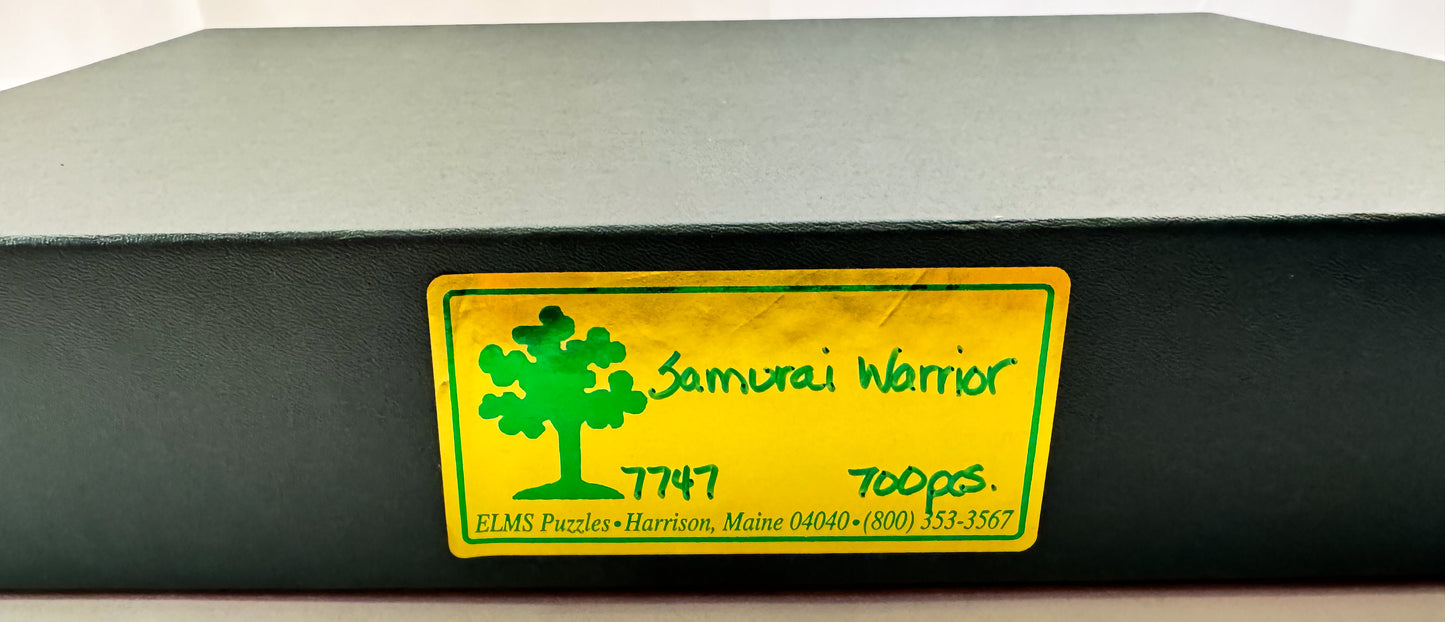 Samurai Warrior
7747 700pcs.
ELMS Puzzles • Harrison, Maine 04040 • (800) 353-3567